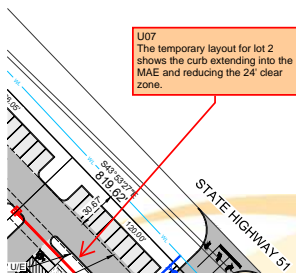 U07
The temporary layout for lot 2
shows the curb extending into the
MAE and reducing the 24' clear
zone.
S43°53'27"E
819.62'
30.67'
120.00'
STATE HIGHWAY 51
U/E